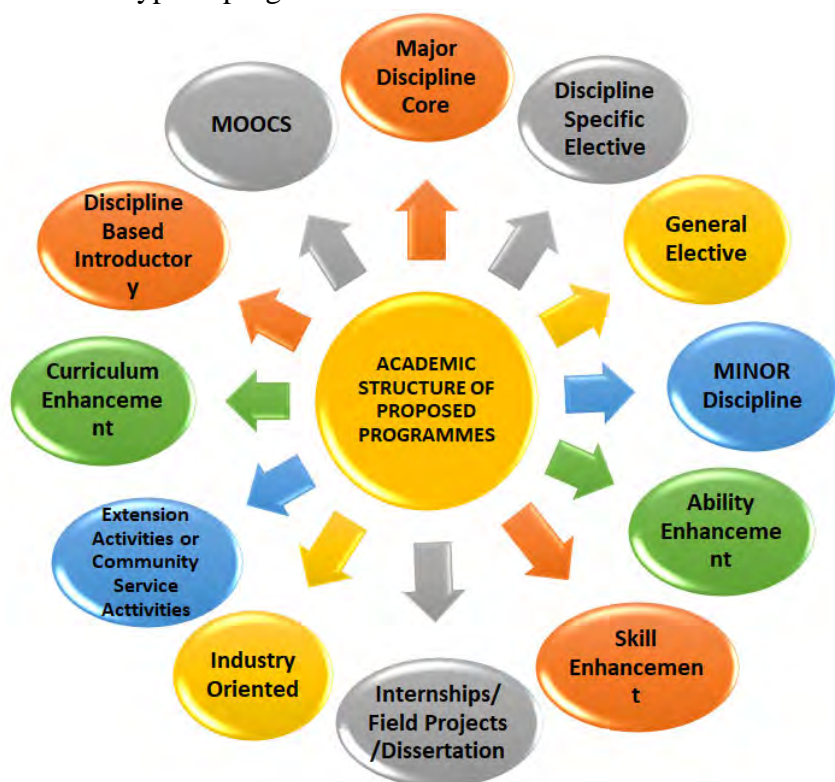 Major
Discipline
Core
Discipline
Specific
Elective
General
Elective
MINOR
Discipline
Ability
Enhanceme
nt
Skill
Enhancemen
t
Internships/
Field Projects
/Dissertation
Industry
Oriented
Extension
Activities or
Community
Service
Acttivities
Curriculum
Enhanceme
nt
Discipline
Based
Introductor
y
MOOCS
ACADEMIC
STRUCTURE OF
PROPOSED
PROGRAMMES